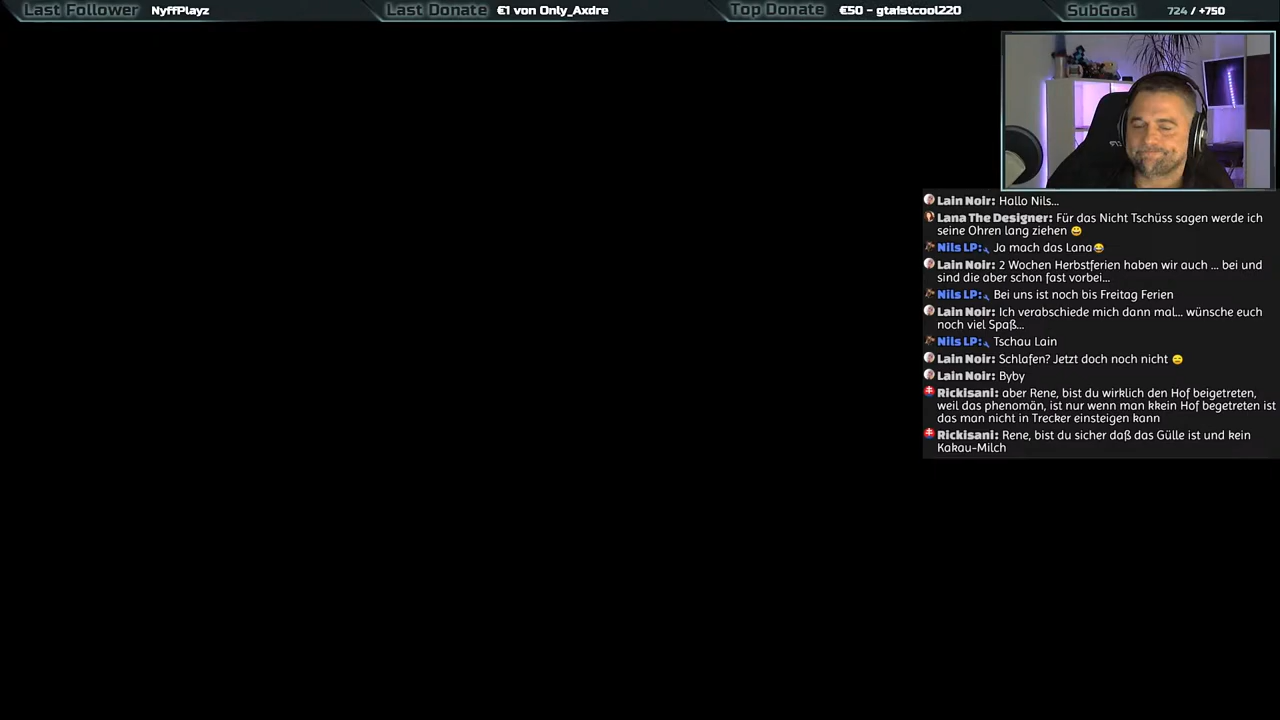 Last Follower NyffPlayz Last Donate €1 von Only_Axdre Top Donate €50 - gtaistcool220 SubGoal 724 / +750
Lain Noir: Hallo Nils...
Lana The Designer: Für das Nicht Tschüss sagen werde ich
seine Ohren lang ziehen 😀
Nils LP: Ja mach das Lana😂
Lain Noir: 2 Wochen Herbstferien haben wir auch ... bei und
sind die aber schon fast vorbei...
Nils LP: Bei uns ist noch bis Freitag Ferien
Lain Noir: Ich verabschiede mich dann mal... wünsche euch
noch viel Spaß...
Nils LP: Tschau Lain
Lain Noir: Schlafen? Jetzt doch noch nicht 😑
Lain Noir: Byby
Rickisani: aber Rene, bist du wirklich den Hof beigetreten,
weil das phenomän, ist nur wenn man kkein Hof begetreten ist
das man nicht in Trecker einsteigen kann
Rickisani: Rene, bist du sicher daß das Gülle ist und kein
Kakau-Milch